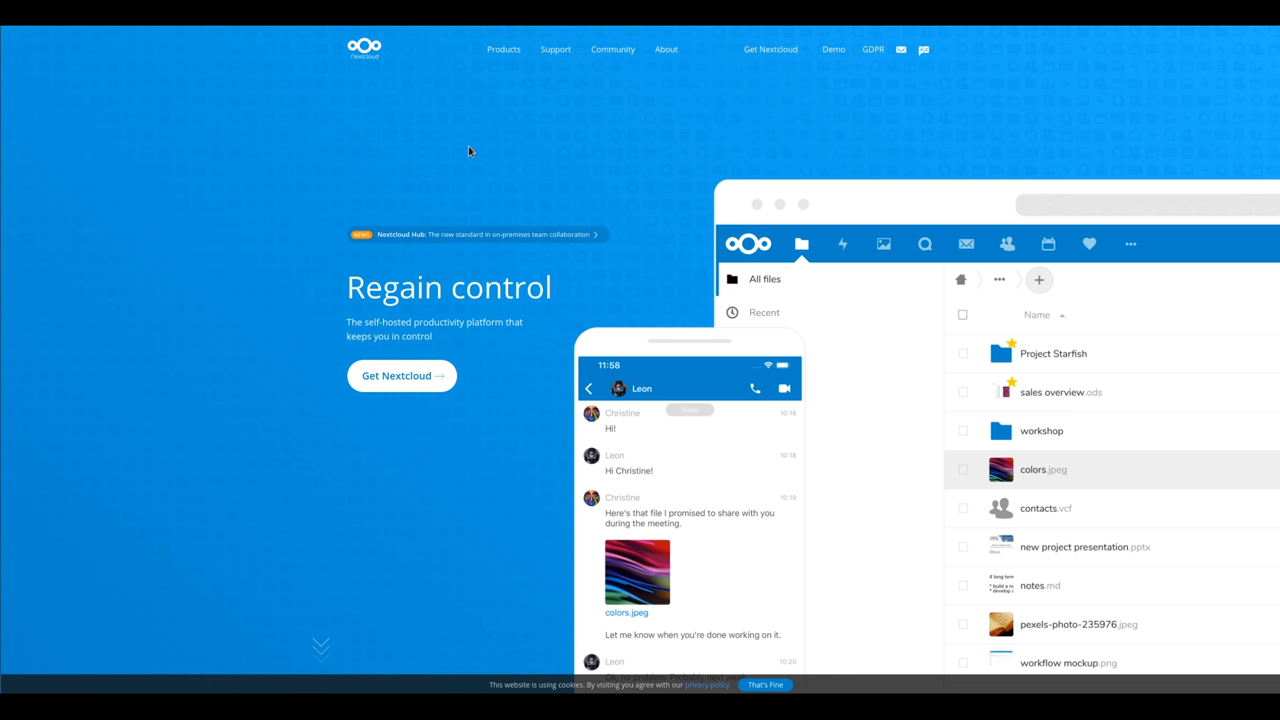 Nextcloud
Products
Support
Community
About
Get Nextcloud
Demo
GDPR
NEWS Nextcloud Hub: The new standard in on-premises team collaboration
Regain control
The self-hosted productivity platform that
keeps you in control
Get Nextcloud
All files
Recent
Name
Project Starfish
sales overview.ods
workshop
colors.jpeg
contacts.vcf
new project presentation.pptx
notes.md
pexels-photo-235976.jpeg
workflow mockup.png
11:58
Leon
Today
Christine 10:18
Hi!
Leon 10:18
Hi Christine!
Christine 10:19
Here's that file I promised to share with you
during the meeting.
colors.jpeg
Let me know when you're done working on it.
Leon 10:20
This website is using cookies. By visiting you agree with our privacy policy. That's Fine